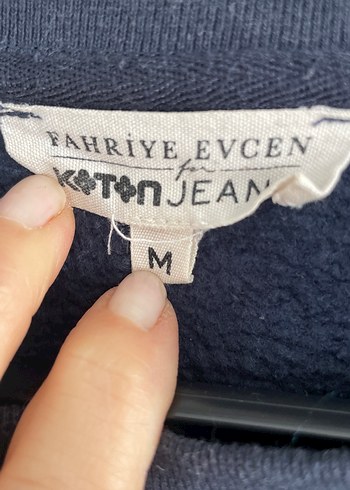 FAHRİYE EVCEN
for
KOTON JEAN
M